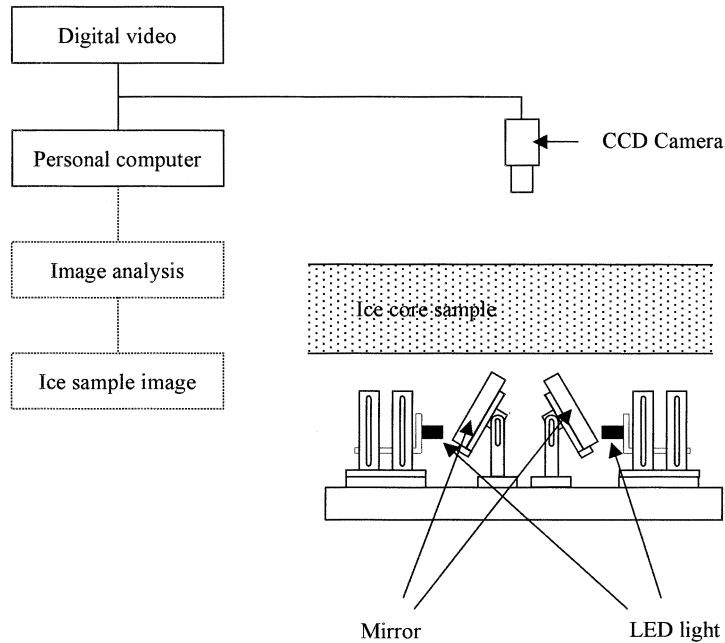 Digital video
Personal computer
CCD Camera
Image analysis
Ice core sample
Ice sample image
Mirror
LED light